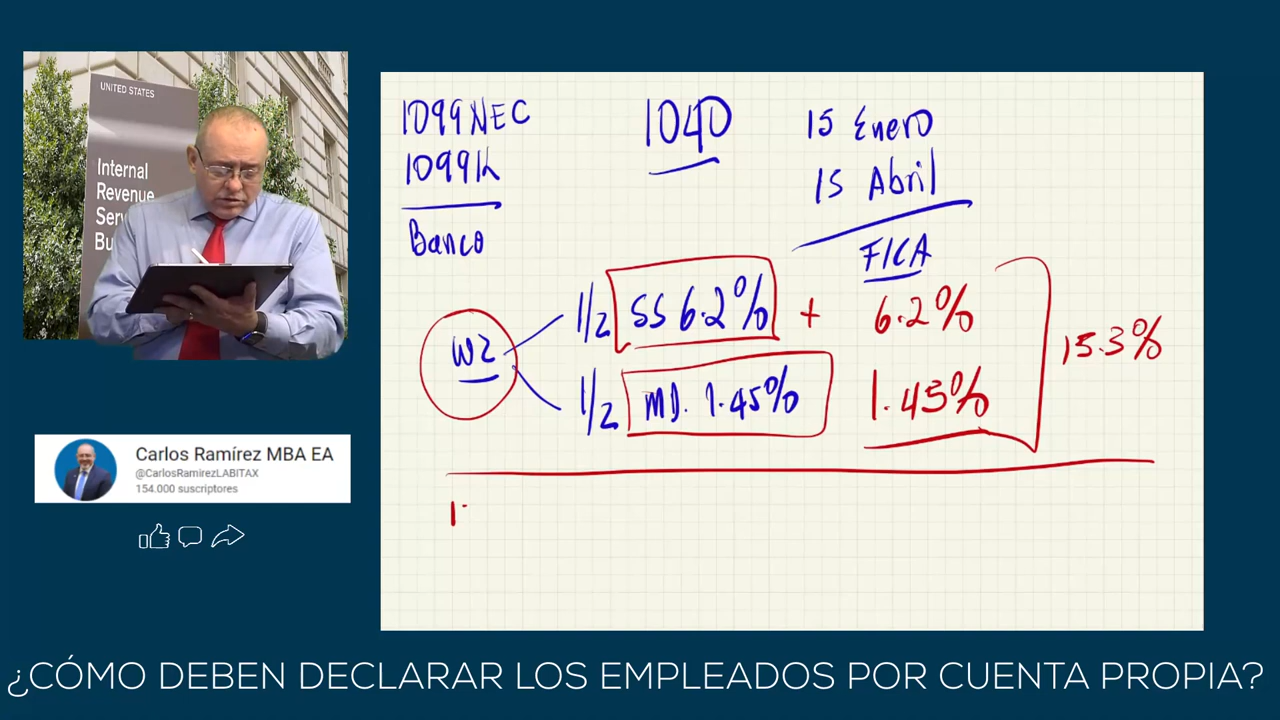 UNITED STATES
Internal
Revenue
Serv
Bu
Carlos Ramírez MBA EA
@CarlosRamirezLABITAX
154.000 suscriptores
1099NEC
1099K
Banco
1040
15 Enero
15 Abril
FICA
W2
1/2 SS 6.2% + 6.2%
1/2 MD. 1.45% 1.45%
15.3%
¿CÓMO DEBEN DECLARAR LOS EMPLEADOS POR CUENTA PROPIA?